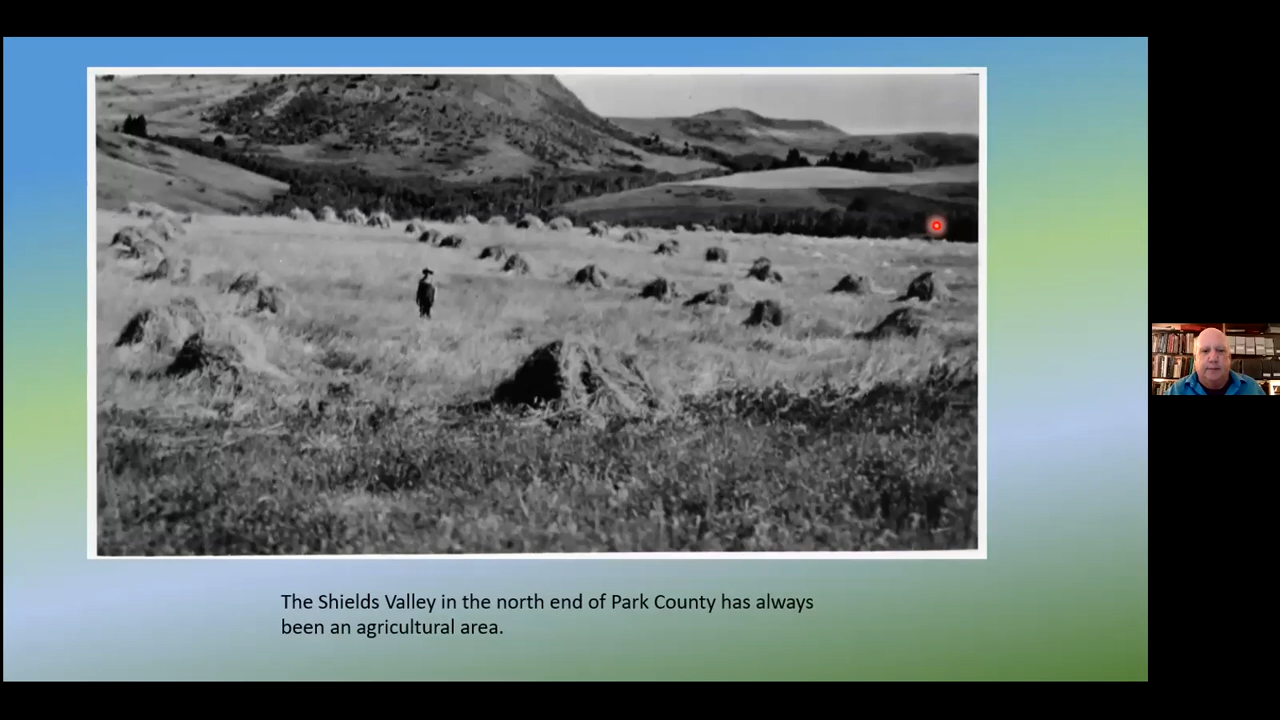 The Shields Valley in the north end of Park County has always
been an agricultural area.